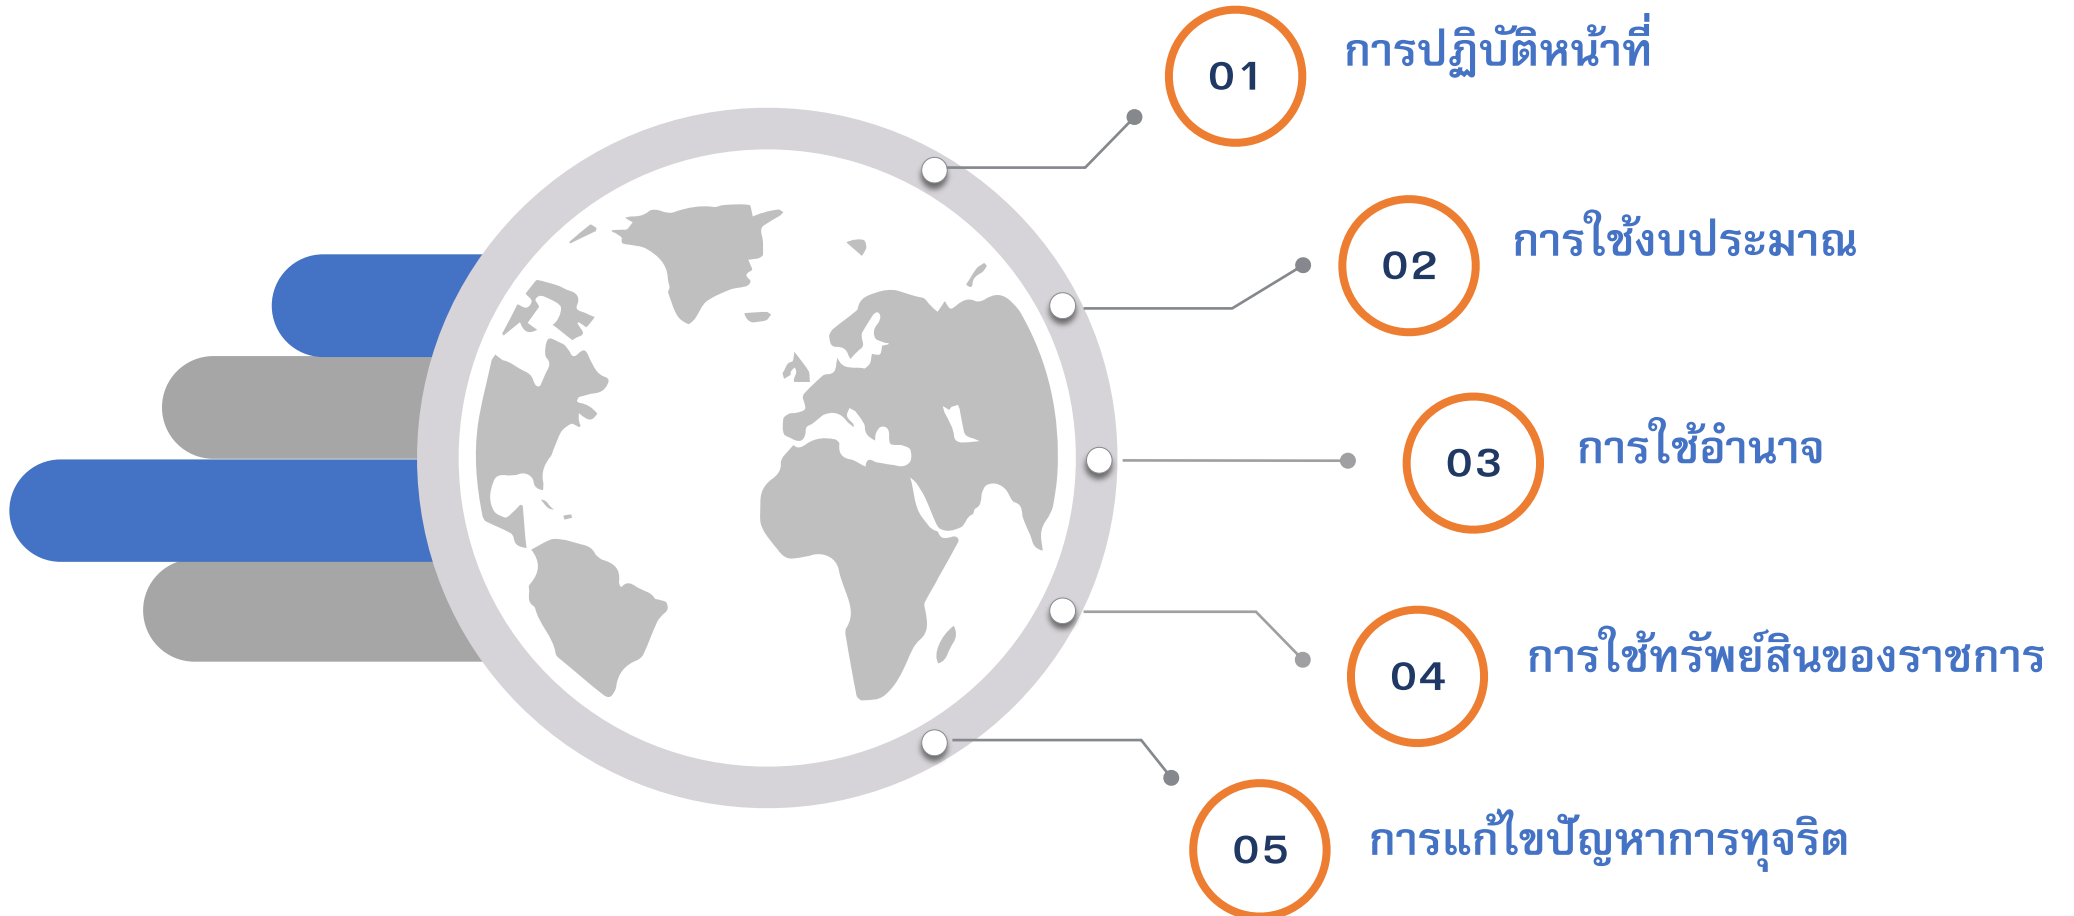 01
การปฏิบัติหน้าที่
02
การใช้งบประมาณ
03
การใช้อำนาจ
04
การใช้ทรัพย์สินของราชการ
05
การแก้ไขปัญหาการทุจริต